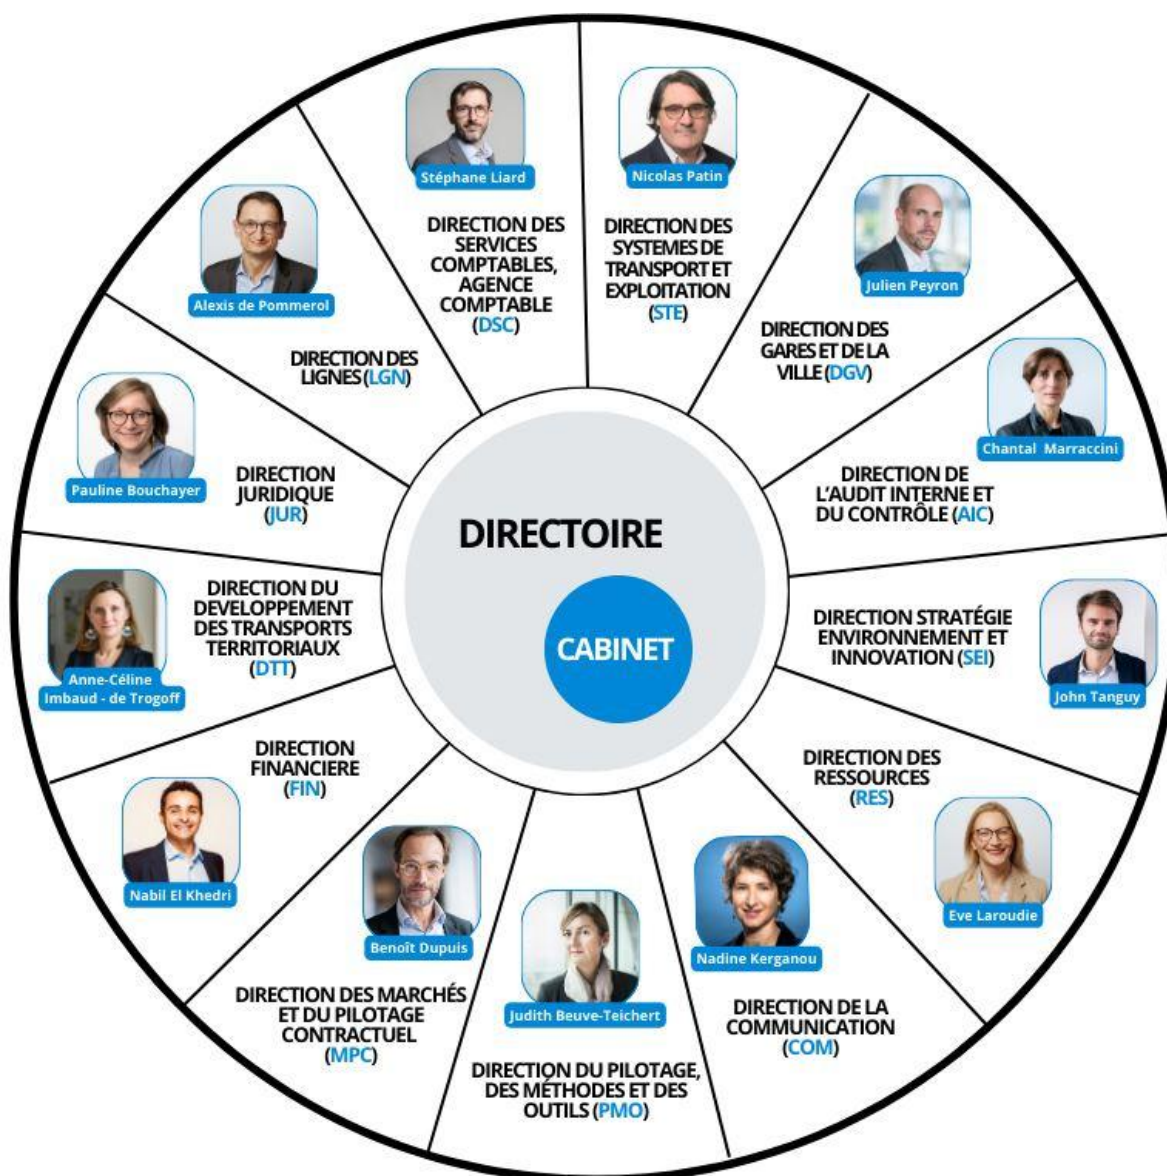 Stéphane Liard
DIRECTION DES
SERVICES
COMPTABLES,
AGENCE
COMPTABLE
(DSC)
Nicolas Patin
DIRECTION DES
SYSTEMES DE
TRANSPORT ET
EXPLOITATION
(STE)
Julien Peyron
DIRECTION DES
GARES ET DE LA
VILLE (DGV)
Chantal Marraccini
DIRECTION DE
L'AUDIT INTERNE ET
DU CONTRÔLE (AIC)
John Tanguy
DIRECTION STRATÉGIE
ENVIRONNEMENT ET
INNOVATION (SEI)
DIRECTION DES
RESSOURCES
(RES)
Eve Laroudie
Nadine Kerganou
DIRECTION DE LA
COMMUNICATION
(COM)
Judith Beuve-Teichert
DIRECTION DU PILOTAGE,
DES MÉTHODES ET DES
OUTILS (PMO)
Benoît Dupuis
DIRECTION DES MARCHÉS
ET DU PILOTAGE
CONTRACTUEL
(MPC)
DIRECTION
FINANCIERE
(FIN)
Nabil El Khedri
DIRECTION DU
DEVELOPPEMENT
DES TRANSPORTS
TERRITORIAUX
(DTT)
Anne-Céline
Imbaud - de Trogoff
Pauline Bouchayer
DIRECTION
JURIDIQUE
(JUR)
Alexis de Pommerol
DIRECTION DES
LIGNES (LGN)
DIRECTOIRE
CABINET